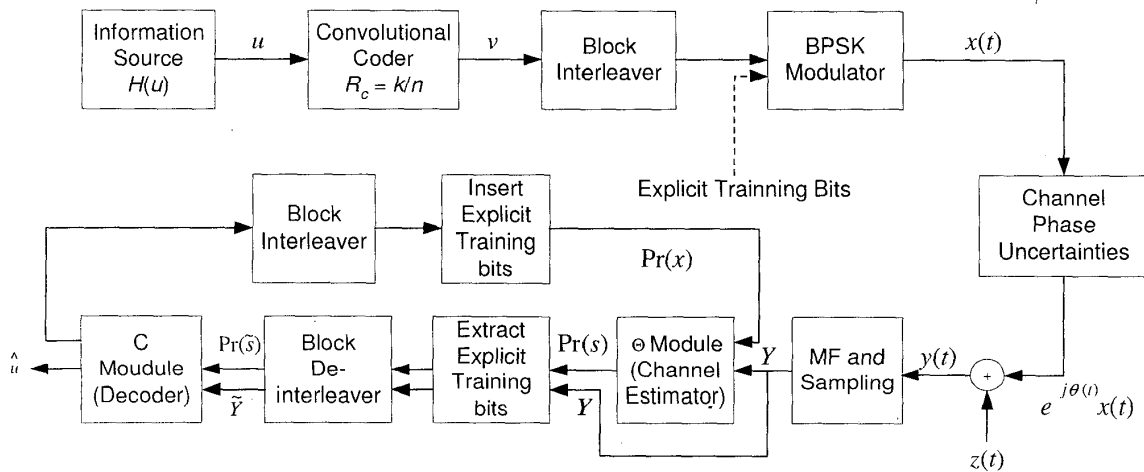 Information
Source
H(u)
u
Convolutional
Coder
R_c = k/n
v
Block
Interleaver
BPSK
Modulator
x(t)
Explicit Trainning Bits
Channel
Phase
Uncertainties
Block
Interleaver
Insert
Explicit
Training
bits
Pr(x)
û
C
Moudule
(Decoder)
Pr(s̃)
Ỹ
Block
De-
interleaver
Extract
Explicit
Training
bits
Pr(s)
Y
Θ Module
(Channel
Estimator)
Y
MF and
Sampling
y(t)
+
e^{jθ(t)} x(t)
z(t)